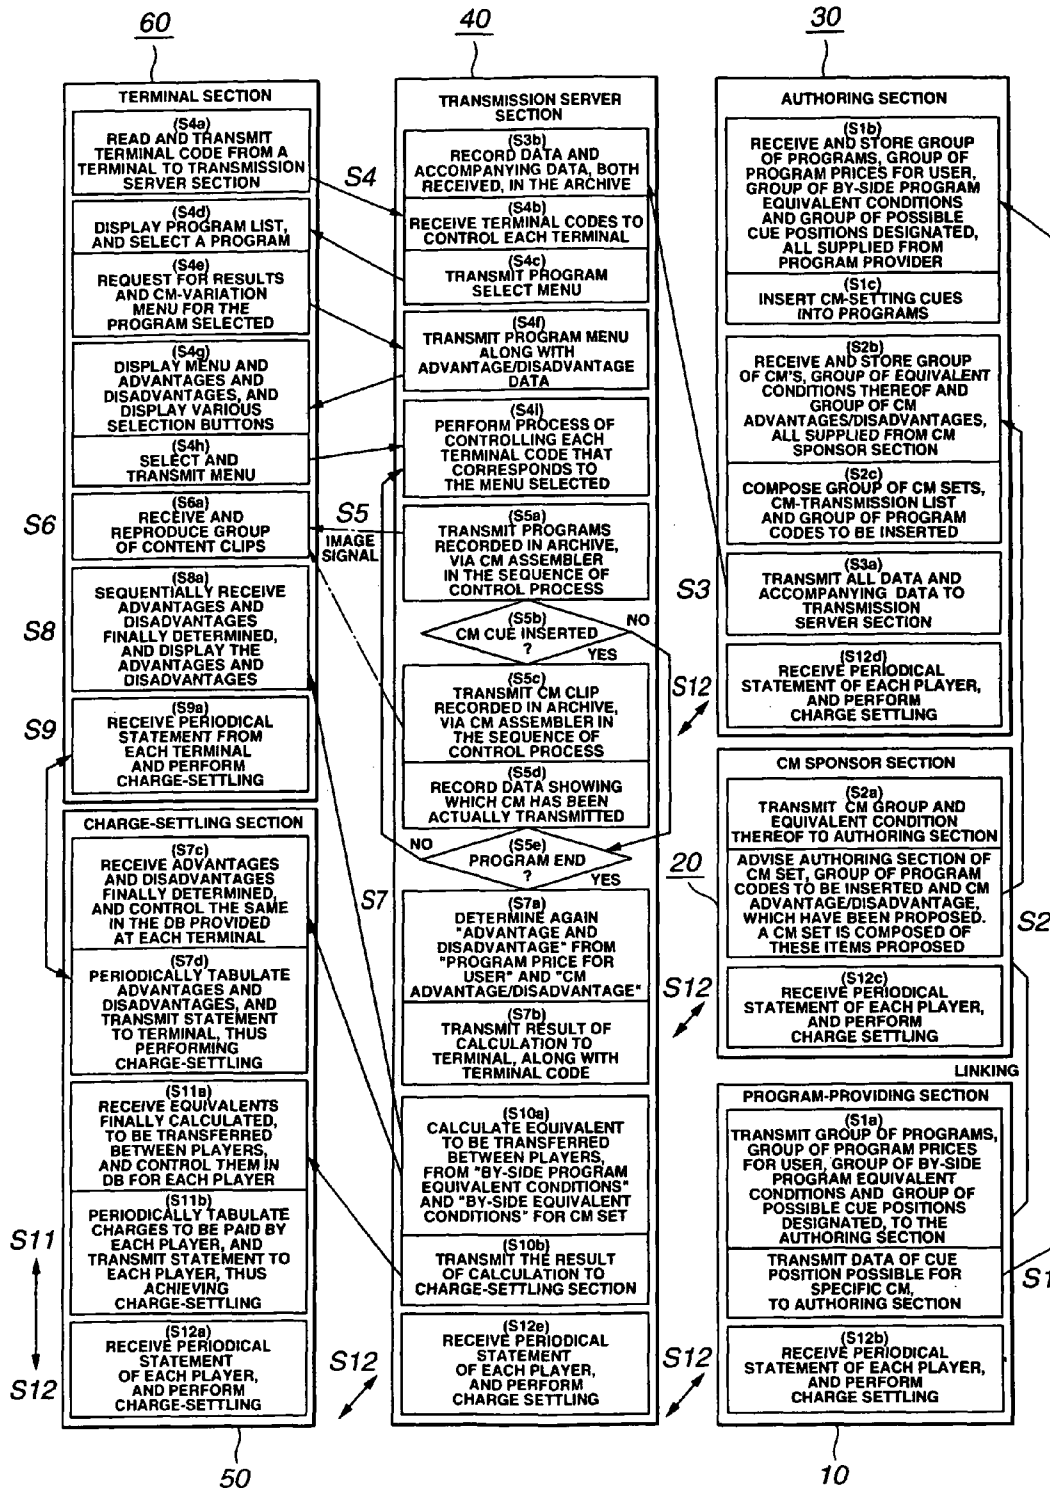 60
40
30
TERMINAL SECTION
(S4a)
READ AND TRANSMIT
TERMINAL CODE FROM A
TERMINAL TO TRANSMISSION
SERVER SECTION
(S4d)
DISPLAY PROGRAM LIST,
AND SELECT A PROGRAM
(S4e)
REQUEST FOR RESULTS
AND CM-VARIATION
MENU FOR THE
PROGRAM SELECTED
(S4g)
DISPLAY MENU AND
ADVANTAGES AND
DISADVANTAGES, AND
DISPLAY VARIOUS
SELECTION BUTTONS
(S4h)
SELECT AND
TRANSMIT MENU
S6
(S6a)
RECEIVE AND
REPRODUCE GROUP
OF CONTENT CLIPS
S8
(S8a)
SEQUENTIALLY RECEIVE
ADVANTAGES AND
DISADVANTAGES
FINALLY DETERMINED,
AND DISPLAY THE
ADVANTAGES AND
DISADVANTAGES
S9
(S9a)
RECEIVE PERIODICAL
STATEMENT FROM
EACH TERMINAL
AND PERFORM
CHARGE-SETTLING
CHARGE-SETTLING SECTION
(S7c)
RECEIVE ADVANTAGES
AND DISADVANTAGES
FINALLY DETERMINED,
AND CONTROL THE SAME
IN THE DB PROVIDED
AT EACH TERMINAL
(S7d)
PERIODICALLY TABULATE
ADVANTAGES AND
DISADVANTAGES, AND
TRANSMIT STATEMENT
TO TERMINAL, THUS
PERFORMING
CHARGE-SETTLING
(S11a)
RECEIVE EQUIVALENTS
FINALLY CALCULATED,
TO BE TRANSFERRED
BETWEEN PLAYERS,
AND CONTROL THEM IN
DB FOR EACH PLAYER
S11
(S11b)
PERIODICALLY TABULATE
CHARGES TO BE PAID BY
EACH PLAYER, AND
TRANSMIT STATEMENT TO
EACH PLAYER, THUS
ACHIEVING
CHARGE-SETTLING
S12
(S12a)
RECEIVE PERIODICAL
STATEMENT
OF EACH PLAYER,
AND PERFORM
CHARGE-SETTLING
50
S4
S5
IMAGE
SIGNAL
S7
S12
TRANSMISSION SERVER
SECTION
(S3b)
RECORD DATA AND
ACCOMPANYING DATA, BOTH
RECEIVED, IN THE ARCHIVE
(S4b)
RECEIVE TERMINAL CODES TO
CONTROL EACH TERMINAL
(S4c)
TRANSMIT PROGRAM
SELECT MENU
(S4f)
TRANSMIT PROGRAM MENU
ALONG WITH
ADVANTAGE/DISADVANTAGE
DATA
(S4i)
PERFORM PROCESS OF
CONTROLLING EACH
TERMINAL CODE THAT
CORRESPONDS TO
THE MENU SELECTED
(S5a)
TRANSMIT PROGRAMS
RECORDED IN ARCHIVE,
VIA CM ASSEMBLER
IN THE SEQUENCE OF
CONTROL PROCESS
(S5b)
CM CUE INSERTED
?
NO
YES
(S5c)
TRANSMIT CM CLIP
RECORDED IN ARCHIVE,
VIA CM ASSEMBLER IN
THE SEQUENCE OF
CONTROL PROCESS
(S5d)
RECORD DATA SHOWING
WHICH CM HAS BEEN
ACTUALLY TRANSMITTED
NO
(S5e)
PROGRAM END
?
YES
(S7a)
DETERMINE AGAIN
"ADVANTAGE AND
DISADVANTAGE" FROM
"PROGRAM PRICE FOR
USER" AND "CM
ADVANTAGE/DISADVANTAGE"
(S7b)
TRANSMIT RESULT OF
CALCULATION TO
TERMINAL, ALONG WITH
TERMINAL CODE
(S10a)
CALCULATE EQUIVALENT
TO BE TRANSFERRED
BETWEEN PLAYERS,
FROM "BY-SIDE PROGRAM
EQUIVALENT CONDITIONS"
AND "BY-SIDE EQUIVALENT
CONDITIONS" FOR CM SET
(S10b)
TRANSMIT THE RESULT
OF CALCULATION TO
CHARGE-SETTLING SECTION
(S12e)
RECEIVE PERIODICAL
STATEMENT
OF EACH PLAYER,
AND PERFORM
CHARGE SETTLING
S3
S12
S12
S12
AUTHORING SECTION
(S1b)
RECEIVE AND STORE GROUP
OF PROGRAMS, GROUP OF
PROGRAM PRICES FOR USER,
GROUP OF BY-SIDE PROGRAM
EQUIVALENT CONDITIONS
AND GROUP OF POSSIBLE
CUE POSITIONS DESIGNATED,
ALL SUPPLIED FROM
PROGRAM PROVIDER
(S1c)
INSERT CM-SETTING CUES
INTO PROGRAMS
(S2b)
RECEIVE AND STORE GROUP
OF CM'S, GROUP OF EQUIVALENT
CONDITIONS THEREOF AND
GROUP OF CM
ADVANTAGES/DISADVANTAGES,
ALL SUPPLIED FROM CM
SPONSOR SECTION
(S2c)
COMPOSE GROUP OF CM SETS,
CM-TRANSMISSION LIST
AND GROUP OF PROGRAM
CODES TO BE INSERTED
(S3a)
TRANSMIT ALL DATA AND
ACCOMPANYING DATA TO
TRANSMISSION
SERVER SECTION
(S12d)
RECEIVE PERIODICAL
STATEMENT OF EACH PLAYER,
AND PERFORM
CHARGE SETTLING
CM SPONSOR SECTION
(S2a)
TRANSMIT CM GROUP AND
EQUIVALENT CONDITION
THEREOF TO AUTHORING SECTION
20
ADVISE AUTHORING SECTION OF
CM SET, GROUP OF PROGRAM
CODES TO BE INSERTED AND CM
ADVANTAGE/DISADVANTAGE,
WHICH HAVE BEEN PROPOSED.
A CM SET IS COMPOSED OF
THESE ITEMS PROPOSED
S2
(S12c)
RECEIVE PERIODICAL
STATEMENT OF EACH PLAYER,
AND PERFORM
CHARGE SETTLING
LINKING
PROGRAM-PROVIDING SECTION
(S1a)
TRANSMIT GROUP OF PROGRAMS,
GROUP OF PROGRAM PRICES
FOR USER, GROUP OF BY-SIDE
PROGRAM EQUIVALENT
CONDITIONS AND GROUP OF
POSSIBLE CUE POSITIONS
DESIGNATED, TO THE
AUTHORING SECTION
TRANSMIT DATA OF CUE
POSITION POSSIBLE FOR
SPECIFIC CM,
TO AUTHORING SECTION
S1
(S12b)
RECEIVE PERIODICAL
STATEMENT OF EACH PLAYER,
AND PERFORM
CHARGE SETTLING
10